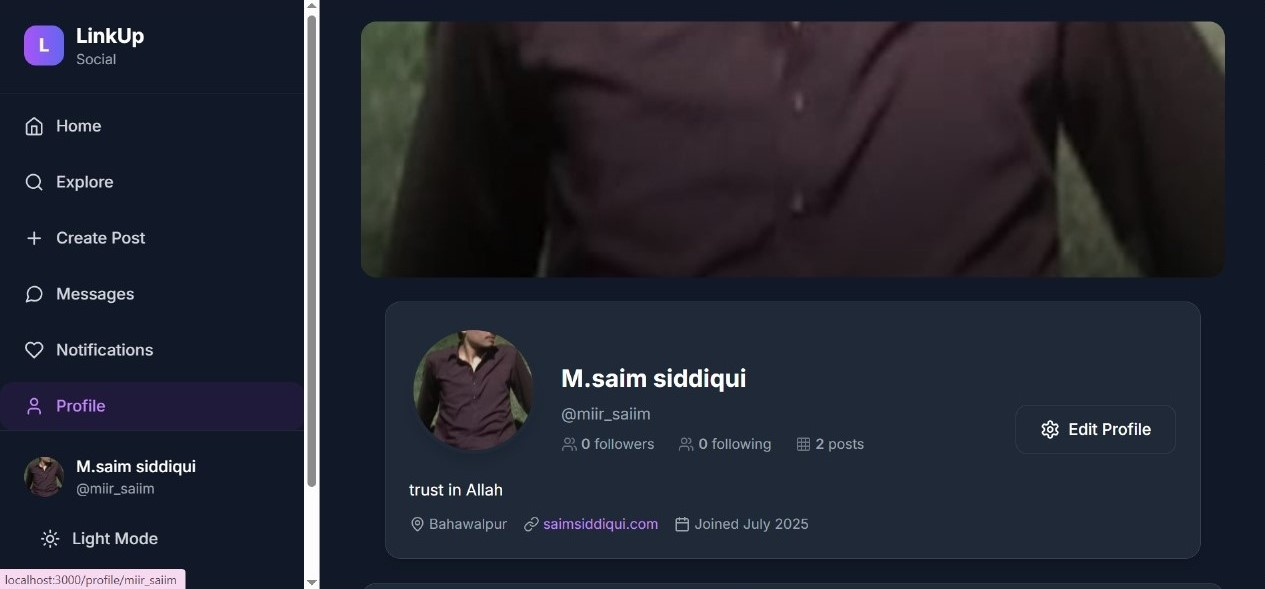 L
LinkUp
Social
Home
Explore
Create Post
Messages
Notifications
Profile
M.saim siddiqui
@miir_saiim
Light Mode
localhost:3000/profile/miir_saiim
M.saim siddiqui
@miir_saiim
0 followers 0 following 2 posts
Edit Profile
trust in Allah
Bahawalpur saimsiddiqui.com Joined July 2025